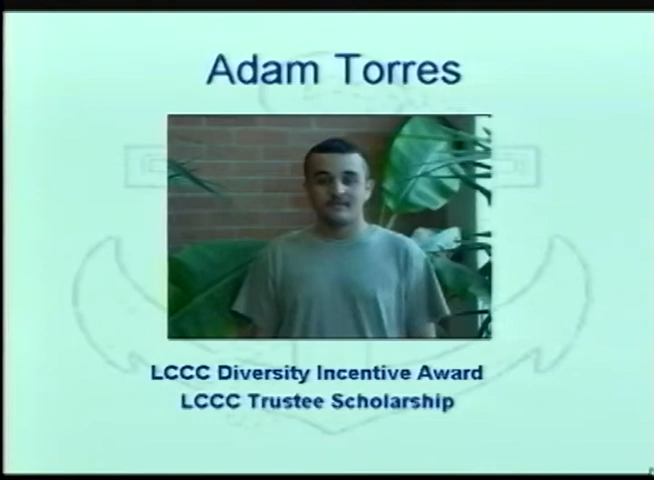 Adam Torres
LCCC Diversity Incentive Award
LCCC Trustee Scholarship